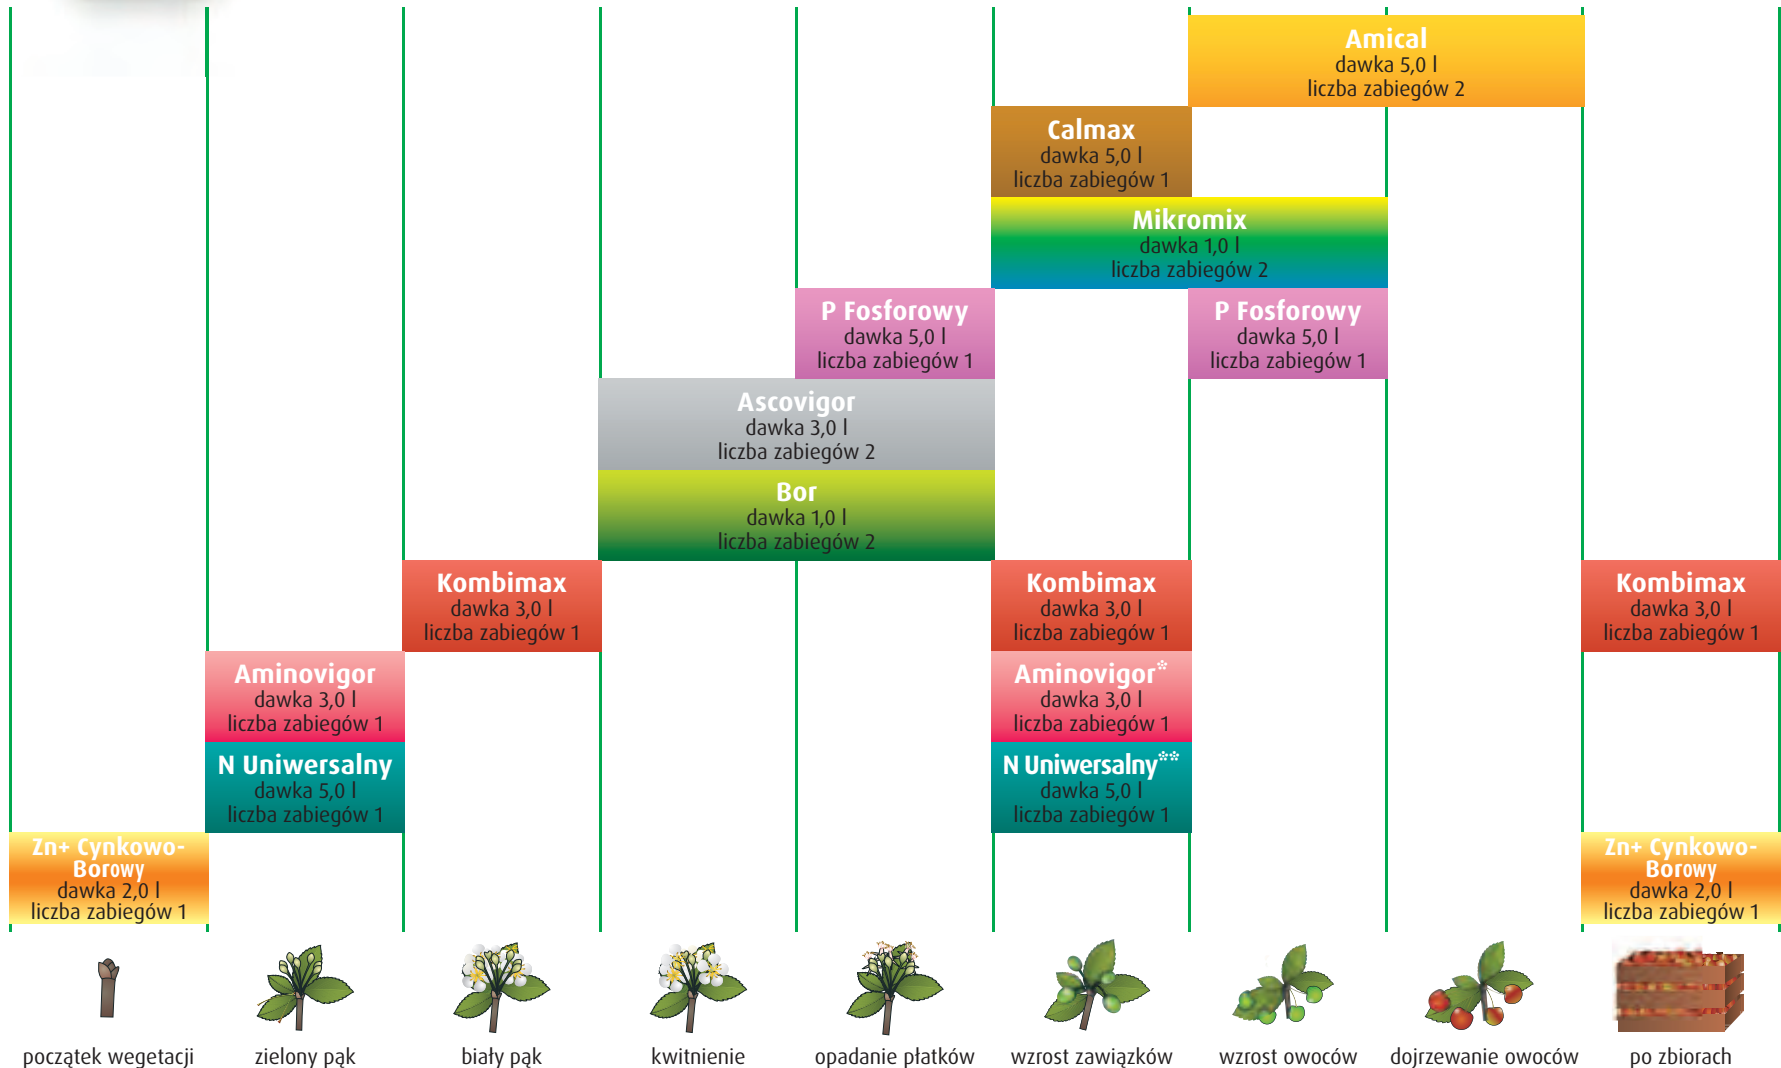 Amical
dawka 5,0 l
liczba zabiegów 2
Calmax
dawka 5,0 l
liczba zabiegów 1
Mikromix
dawka 1,0 l
liczba zabiegów 2
P Fosforowy
dawka 5,0 l
liczba zabiegów 1
P Fosforowy
dawka 5,0 l
liczba zabiegów 1
Ascovigor
dawka 3,0 l
liczba zabiegów 2
Bor
dawka 1,0 l
liczba zabiegów 2
Kombimax
dawka 3,0 l
liczba zabiegów 1
Kombimax
dawka 3,0 l
liczba zabiegów 1
Kombimax
dawka 3,0 l
liczba zabiegów 1
Aminovigor
dawka 3,0 l
liczba zabiegów 1
Aminovigor*
dawka 3,0 l
liczba zabiegów 1
N Uniwersalny
dawka 5,0 l
liczba zabiegów 1
N Uniwersalny**
dawka 5,0 l
liczba zabiegów 1
Zn+ Cynkowo-
Borowy
dawka 2,0 l
liczba zabiegów 1
Zn+ Cynkowo-
Borowy
dawka 2,0 l
liczba zabiegów 1
początek wegetacji
zielony pąk
biały pąk
kwitnienie
opadanie płatków
wzrost zawiązków
wzrost owoców
dojrzewanie owoców
po zbiorach